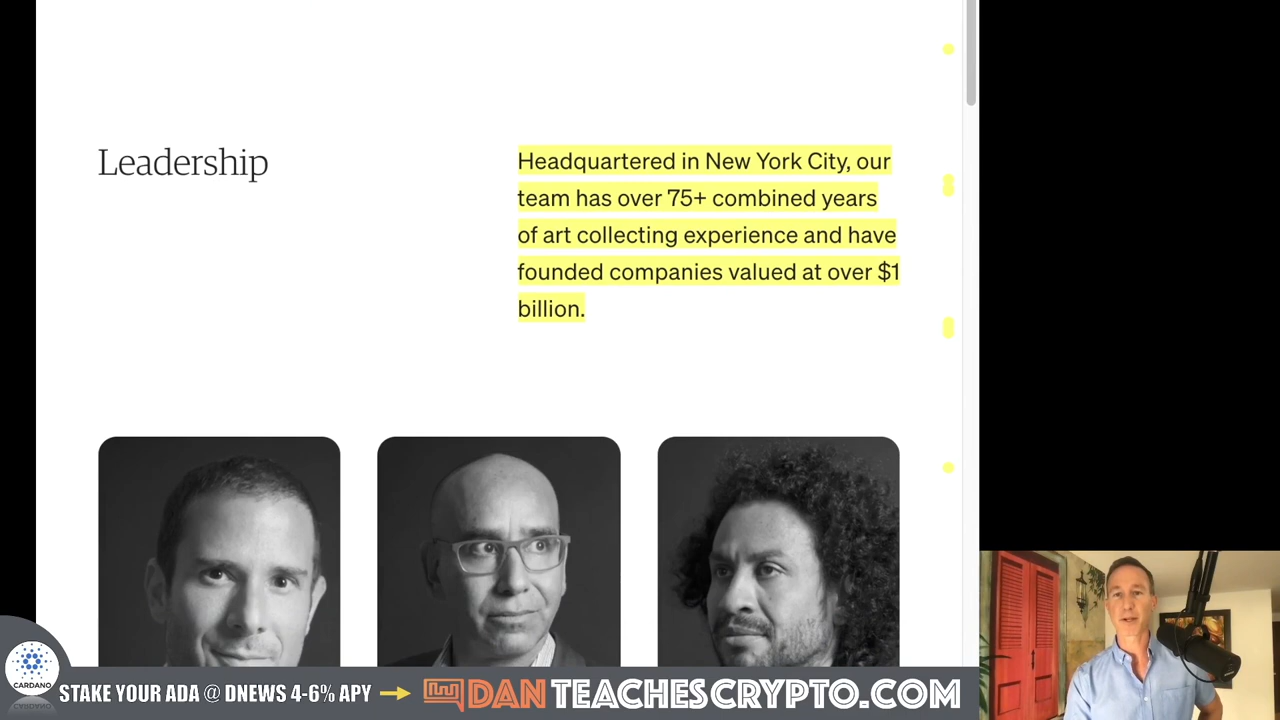 Leadership
Headquartered in New York City, our
team has over 75+ combined years
of art collecting experience and have
founded companies valued at over $1
billion.
CARDANO
STAKE YOUR ADA @ DNEWS 4-6% APY
DANTEACHESCRYPTO.COM